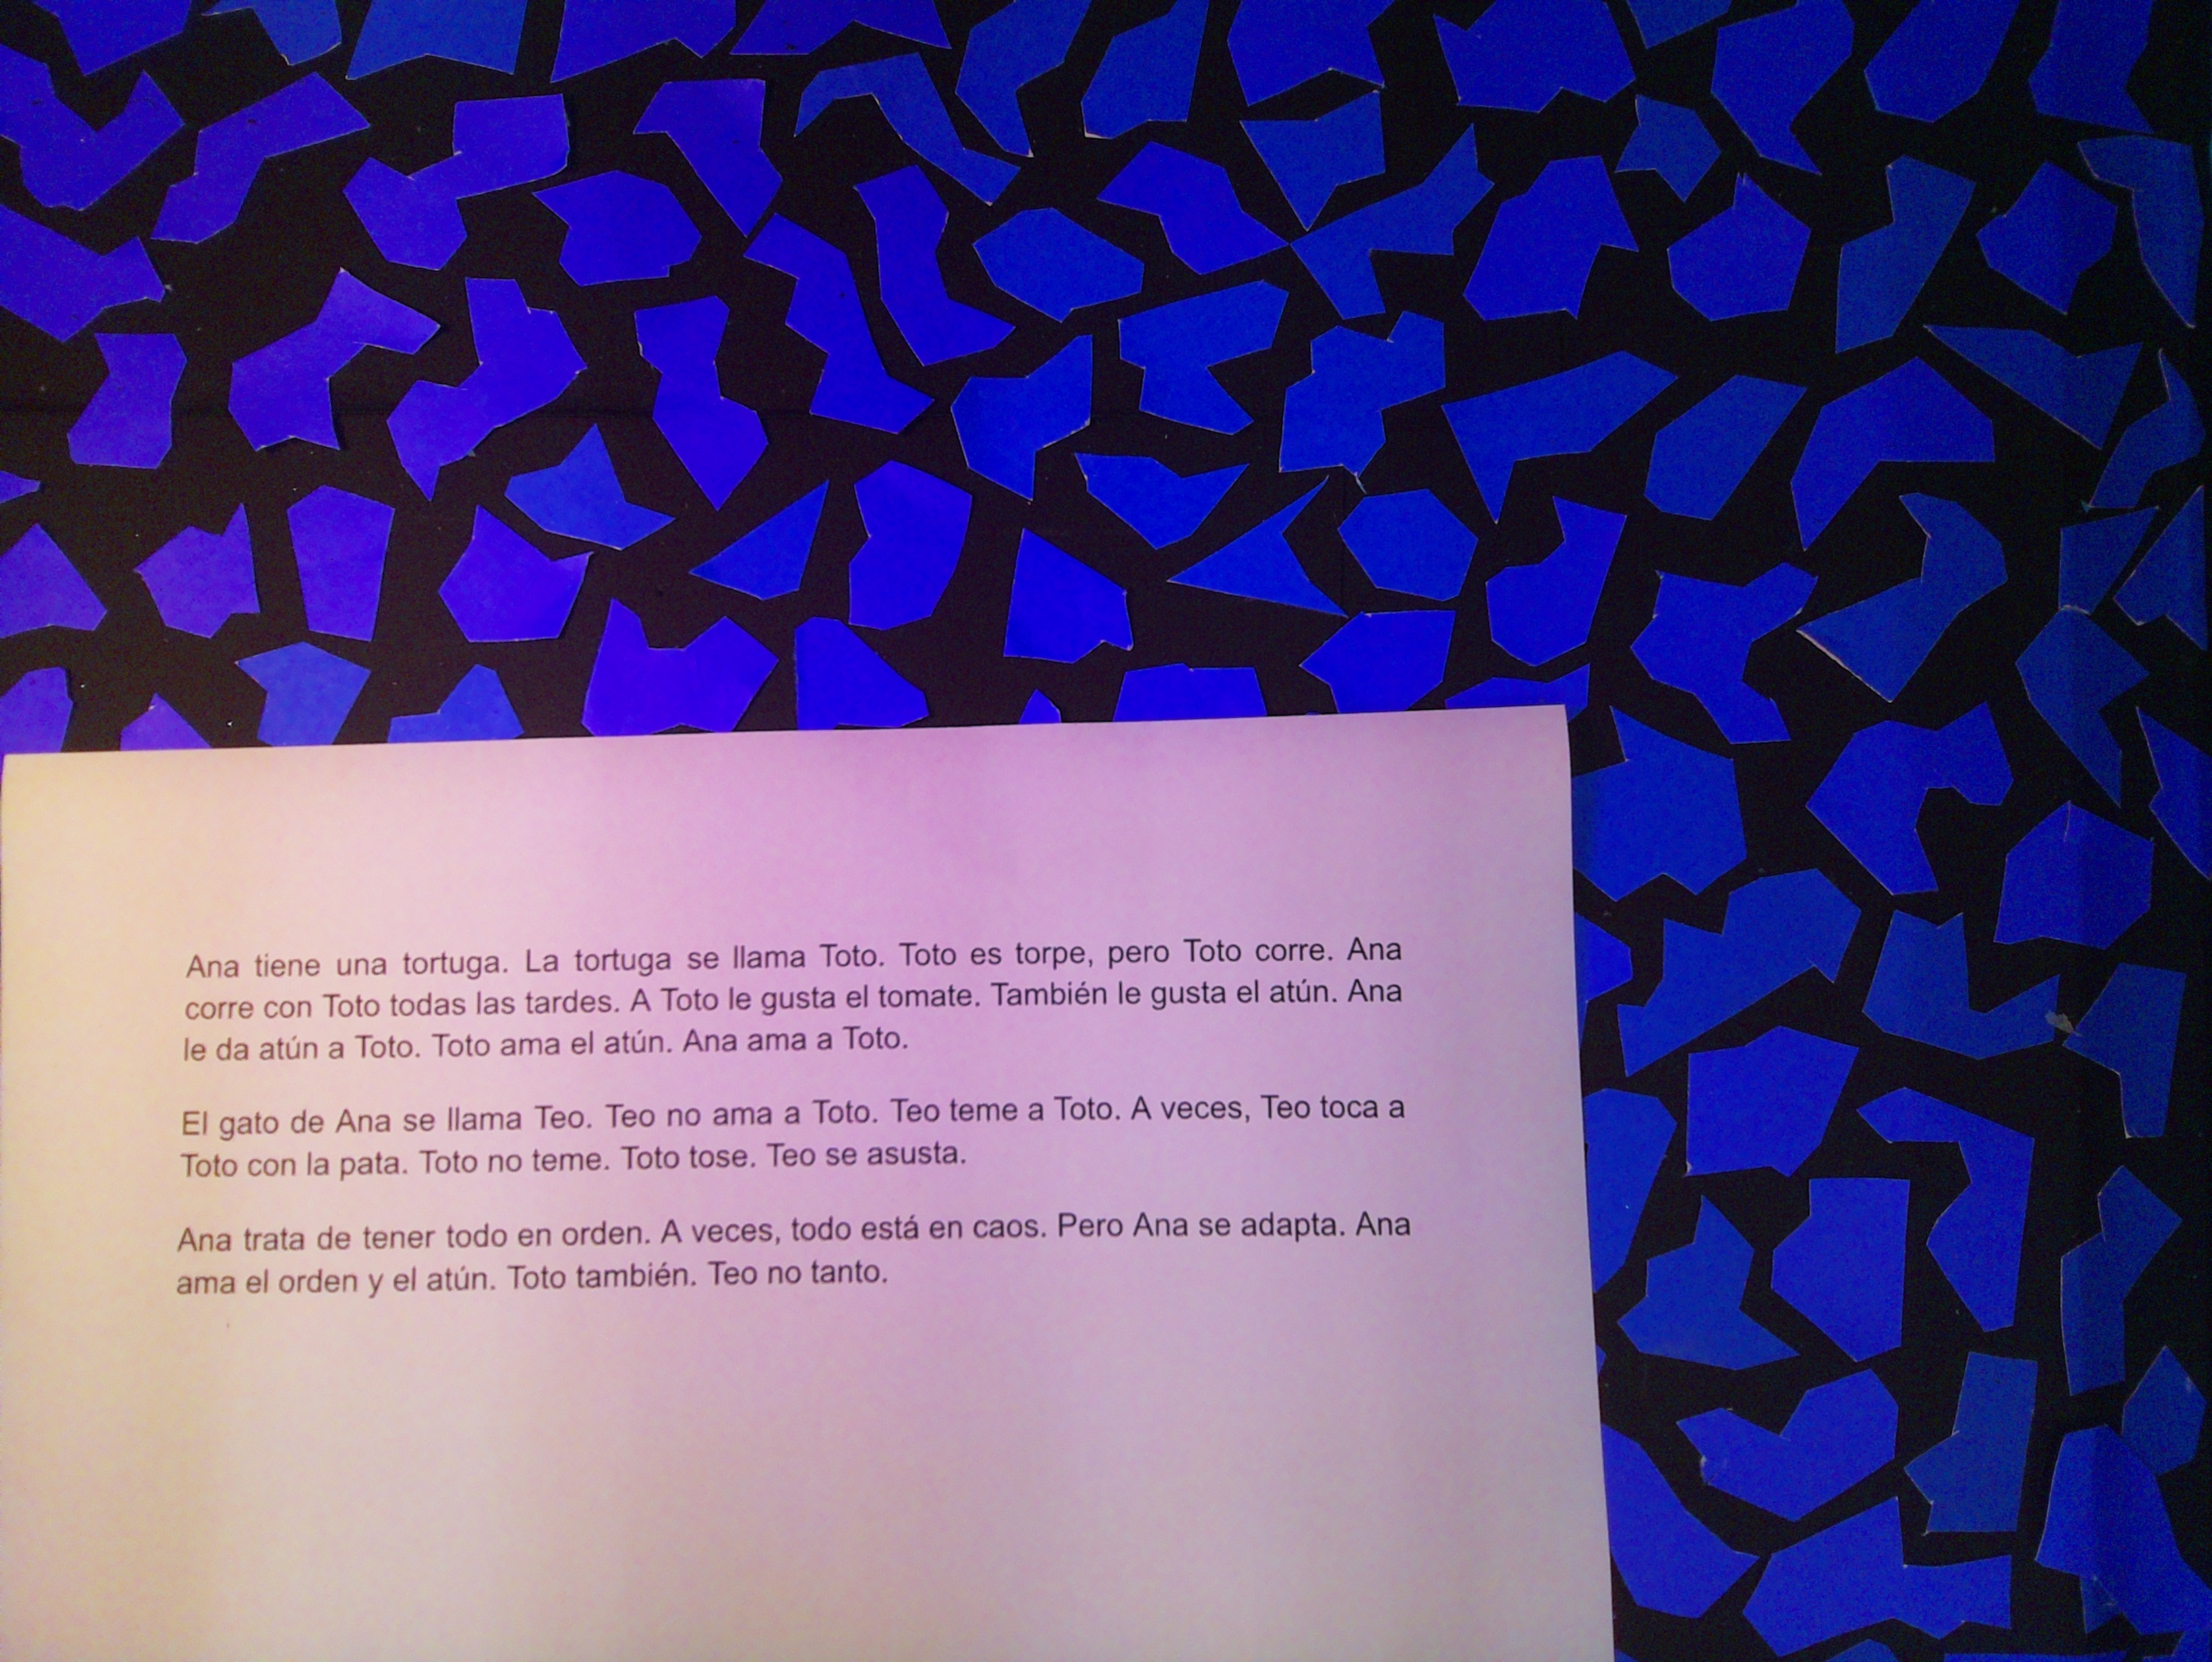 Ana tiene una tortuga. La tortuga se llama Toto. Toto es torpe, pero Toto corre. Ana
corre con Toto todas las tardes. A Toto le gusta el tomate. También le gusta el atún. Ana
le da atún a Toto. Toto ama el atún. Ana ama a Toto.
El gato de Ana se llama Teo. Teo no ama a Toto. Teo teme a Toto. A veces, Teo toca a
Toto con la pata. Toto no teme. Toto tose. Teo se asusta.
Ana trata de tener todo en orden. A veces, todo está en caos. Pero Ana se adapta. Ana
ama el orden y el atún. Toto también. Teo no tanto.